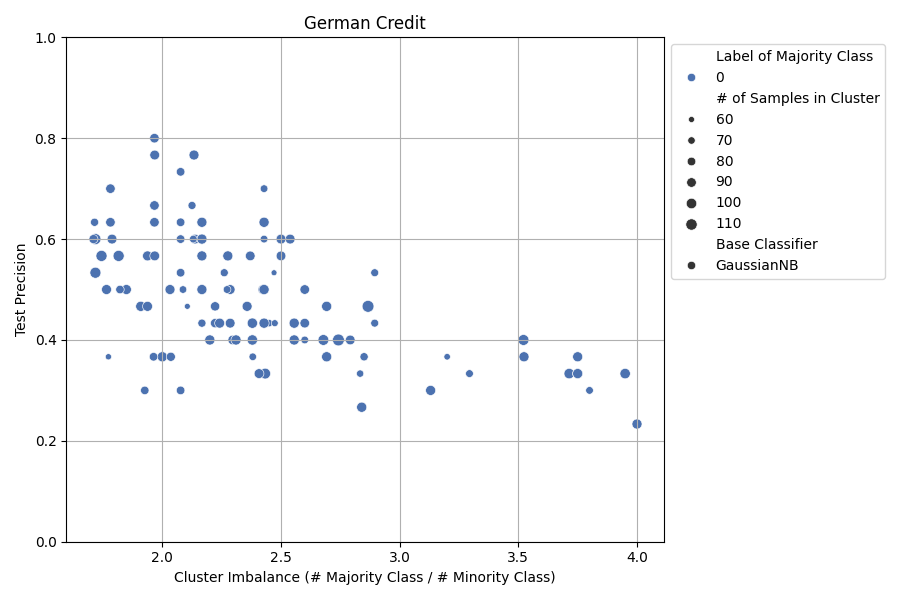 German Credit
1.0
0.8
0.6
0.4
0.2
0.0
Test Precision
2.0 2.5 3.0 3.5 4.0
Cluster Imbalance (# Majority Class / # Minority Class)
Label of Majority Class
0
# of Samples in Cluster
60
70
80
90
100
110
Base Classifier
GaussianNB